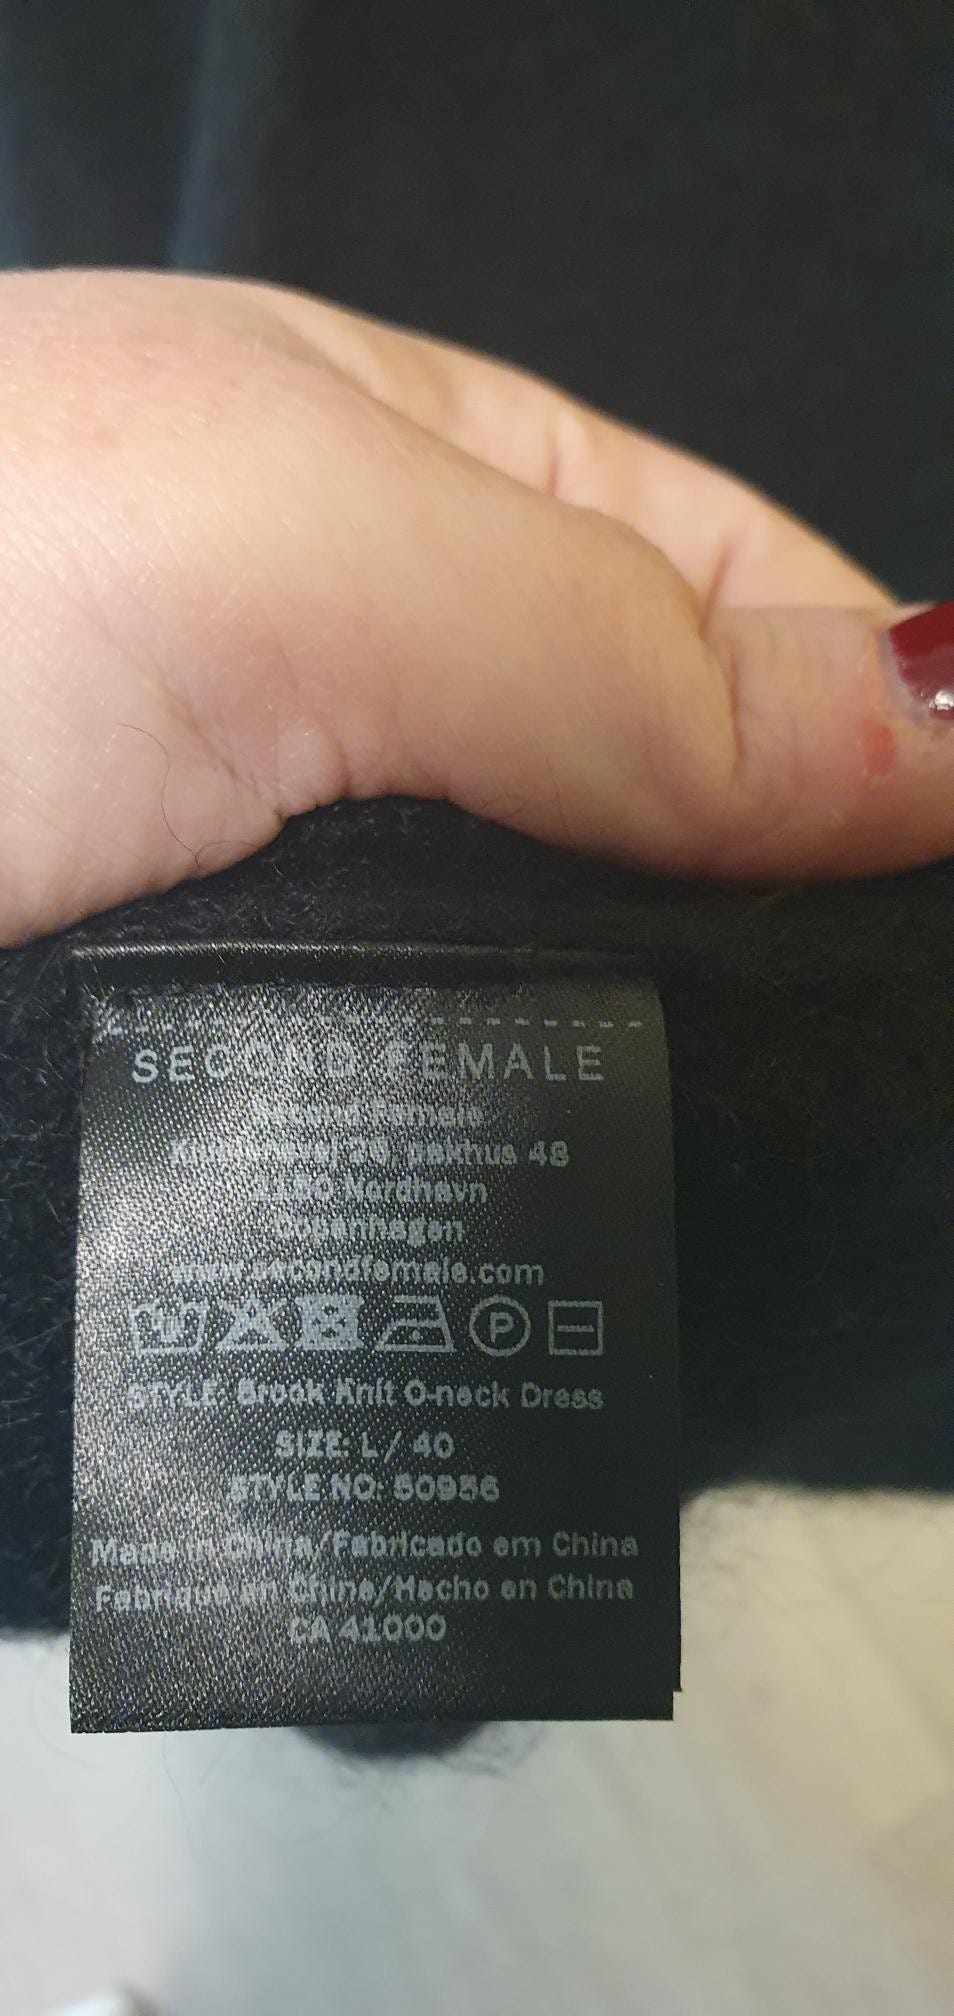 SECOND FEMALE
Second Female
48
Nordhavn
Copenhagen
www.secondfemale.com
P
STYLE: Brook Knit O-neck Dress
SIZE: L / 40
STYLE NO: 50956
Made in China/Fabricado em China
Fabriqué en Chine/Hecho en China
CA 41000